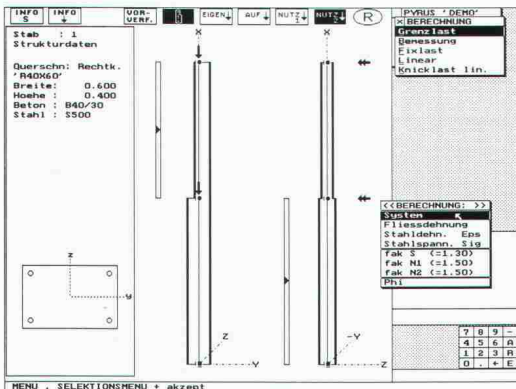 INFO S
INFO
VOR-VERF.
EIGEN
AUF
NUTZ 1
NUTZ 2
R
PYRUS 'DEMO'
BERECHNUNG
Grenzlast
Bemessung
Fixlast
Linear
Knicklast lin.
Stab : 1
Strukturdaten
Querschn: Rechtk.
'R40X60'
Breite: 0.600
Hoehe : 0.400
Beton : B40/30
Stahl : S500
X
X
<<BERECHNUNG: >>
System
Fliessdehnung
Stahldehn. Eps
Stahlspann. Sig
fak S (=1.30)
fak N1 (=1.50)
fak N2 (=1.50)
Phi
z
y
Z
Y
-Y
Z
7 8 9 -
4 5 6 A
1 2 3 R
0 . + E
MENU , SELEKTIONSMENU + akzept